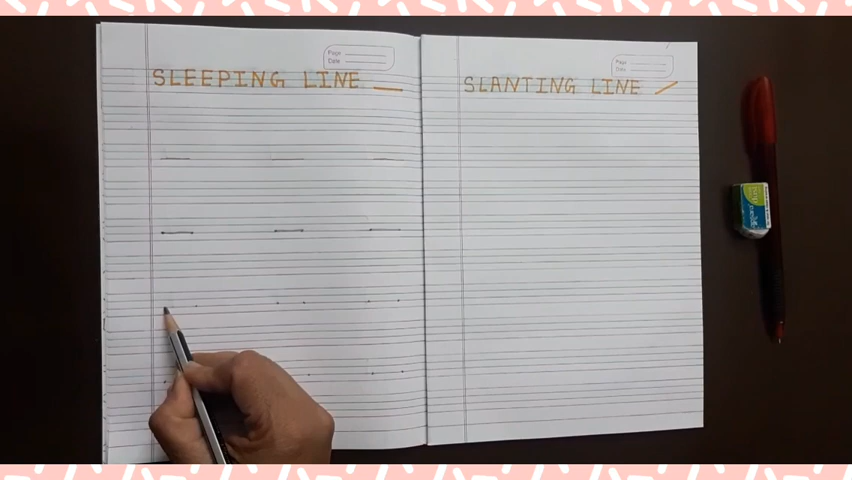 Page
Date
SLEEPING LINE
Page
Date
SLANTING LINE